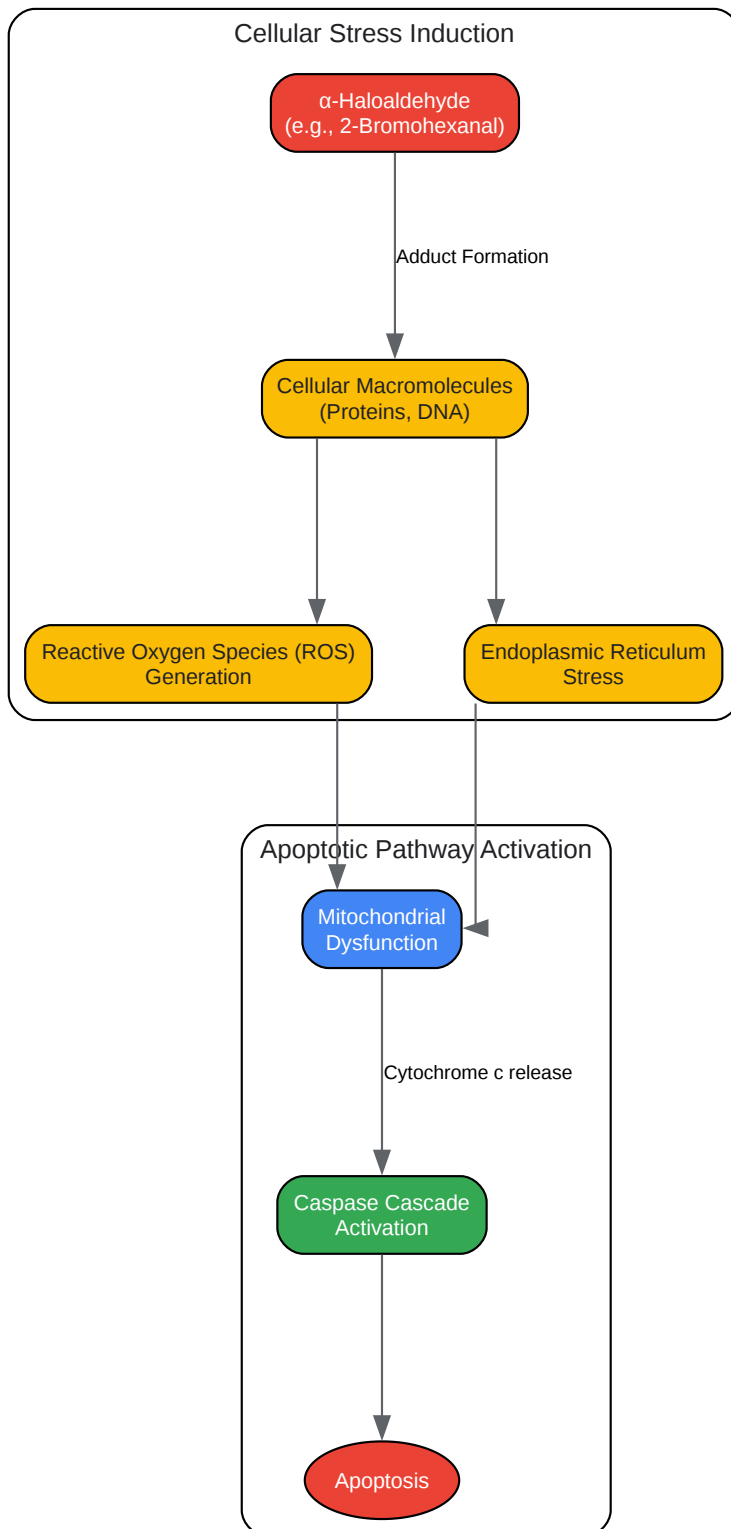 Cellular Stress Induction
α-Haloaldehyde
(e.g., 2-Bromohexanal)
Adduct Formation
Cellular Macromolecules
(Proteins, DNA)
Reactive Oxygen Species (ROS)
Generation
Endoplasmic Reticulum
Stress
Apoptotic Pathway Activation
Mitochondrial
Dysfunction
Cytochrome c release
Caspase Cascade
Activation
Apoptosis